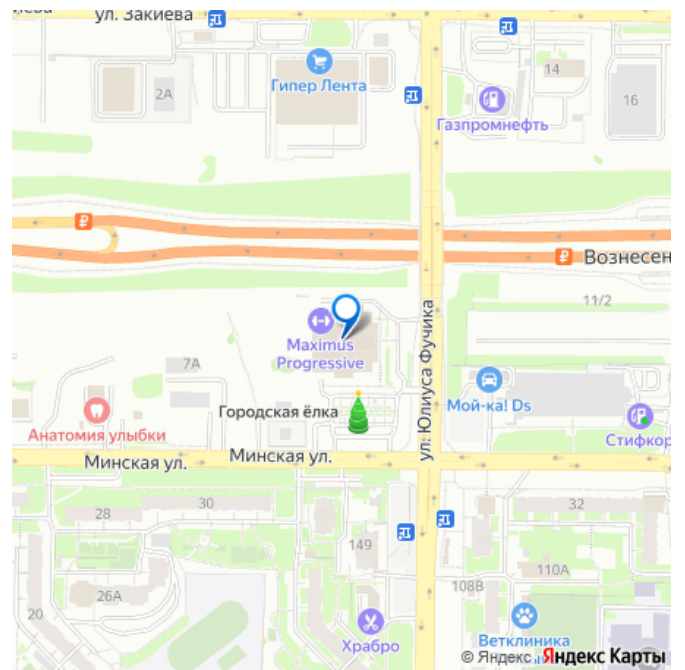 ул. Закиева
2А
Гипер Лента
14
16
Газпромнефть
₽
₽ Вознесен
11/2
ул. Юлиуса Фучика
Maximus
Progressive
7А
Городская ёлка
Мой-ка! Ds
Анатомия улыбки
Стифкор
Минская ул.
Минская ул.
28
30
32
149
26А
110А
108В
20
Храбро
Ветклиника
© Яндекс Яндекс Карты